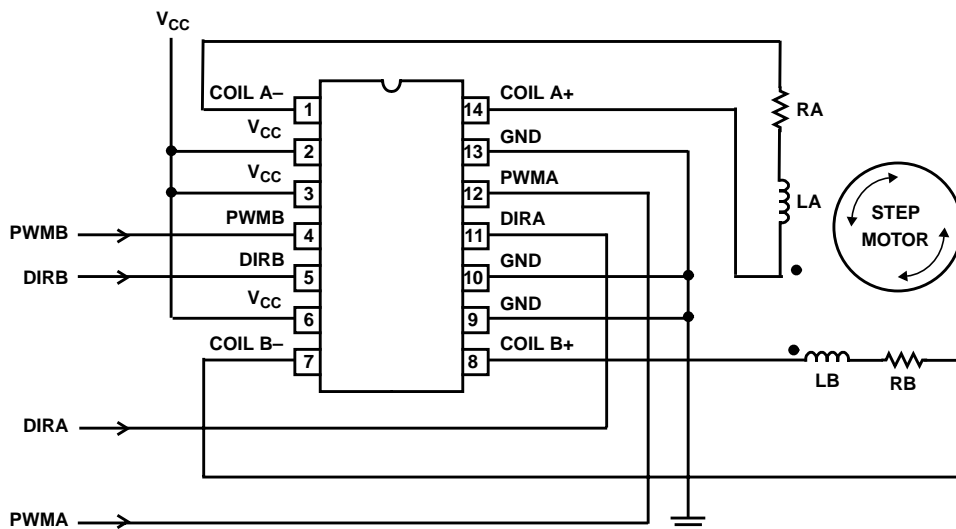 VCC
COIL A–
1
14
COIL A+
RA
VCC
2
13
GND
VCC
3
12
PWMA
LA
STEP
MOTOR
PWMB
PWMB
4
11
DIRA
DIRB
DIRB
5
10
GND
VCC
6
9
GND
COIL B–
7
8
COIL B+
LB
RB
DIRA
PWMA